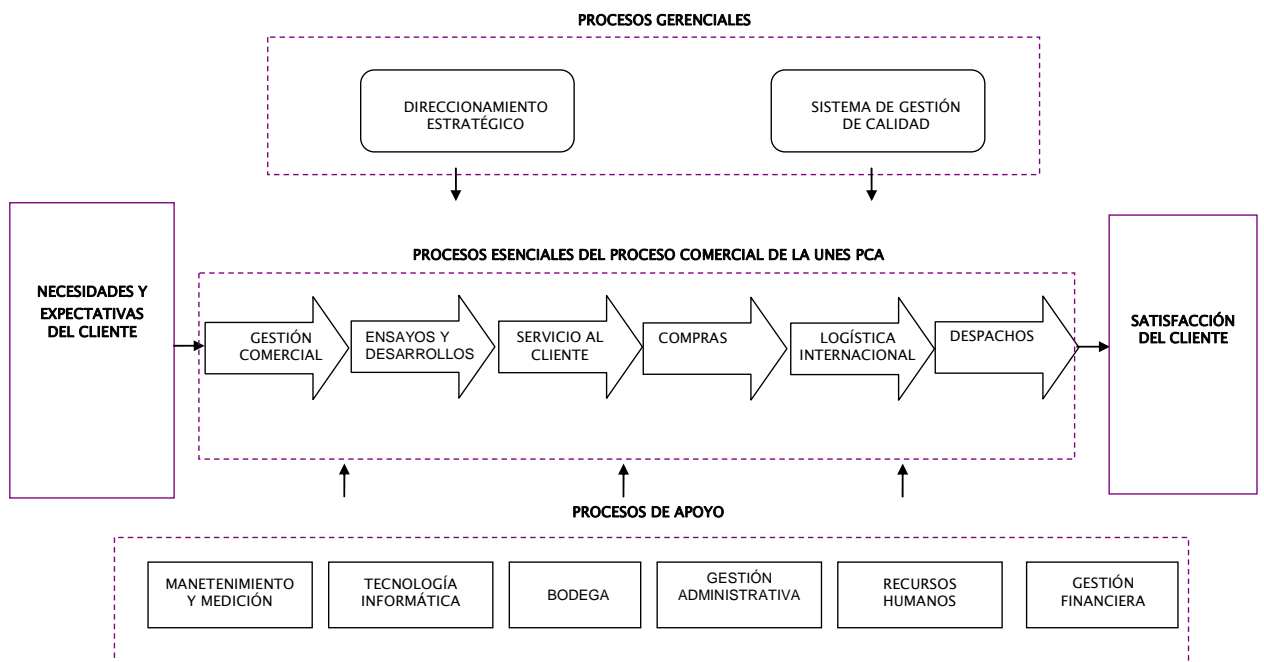 PROCESOS GERENCIALES
DIRECCIONAMIENTO
ESTRATÉGICO
SISTEMA DE GESTIÓN
DE CALIDAD
NECESIDADES Y
EXPECTATIVAS
DEL CLIENTE
PROCESOS ESENCIALES DEL PROCESO COMERCIAL DE LA UNES PCA
GESTIÓN
COMERCIAL
ENSAYOS Y
DESARROLLOS
SERVICIO AL
CLIENTE
COMPRAS
LOGÍSTICA
INTERNACIONAL
DESPACHOS
SATISFACCIÓN
DEL CLIENTE
PROCESOS DE APOYO
MANETENIMIENTO
Y MEDICIÓN
TECNOLOGÍA
INFORMÁTICA
BODEGA
GESTIÓN
ADMINISTRATIVA
RECURSOS
HUMANOS
GESTIÓN
FINANCIERA